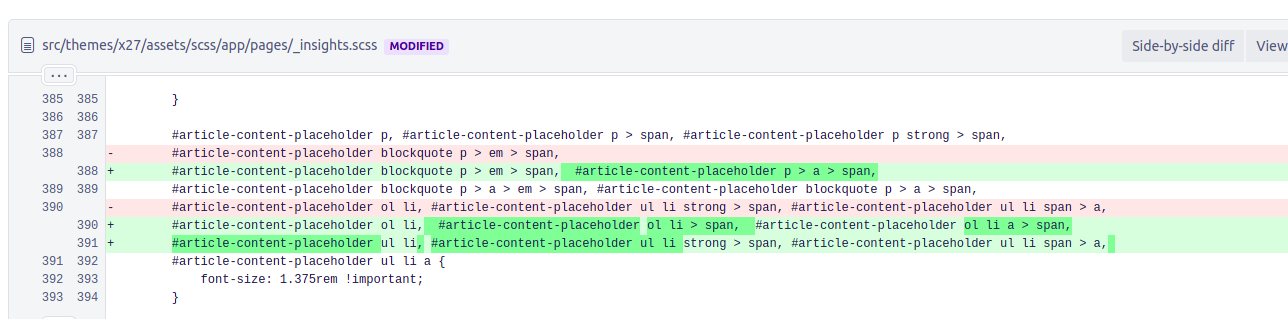 src/themes/x27/assets/scss/app/pages/_insights.scss MODIFIED Side-by-side diff View
...
385 385 }
386 386
387 387 #article-content-placeholder p, #article-content-placeholder p > span, #article-content-placeholder p strong > span,
388 - #article-content-placeholder blockquote p > em > span,
388 + #article-content-placeholder blockquote p > em > span,  #article-content-placeholder p > a > span,
389 389 #article-content-placeholder blockquote p > a > em > span, #article-content-placeholder blockquote p > a > span,
390 - #article-content-placeholder ol li, #article-content-placeholder ul li strong > span, #article-content-placeholder ul li span > a,
390 + #article-content-placeholder ol li,  #article-content-placeholder ol li > span,  #article-content-placeholder ol li a > span,
391 + #article-content-placeholder ul li, #article-content-placeholder ul li strong > span, #article-content-placeholder ul li span > a,
391 392 #article-content-placeholder ul li a {
392 393 font-size: 1.375rem !important;
393 394 }